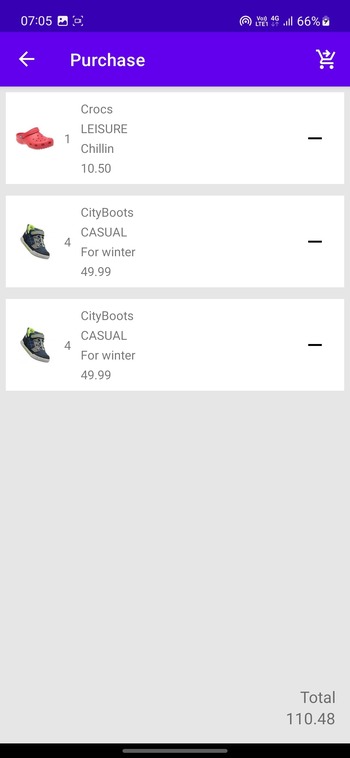 07:05
Vo)) 4G
LTE1 66%
Purchase
Crocs
LEISURE
1
Chillin
10.50
CityBoots
CASUAL
4
For winter
49.99
CityBoots
CASUAL
4
For winter
49.99
Total
110.48